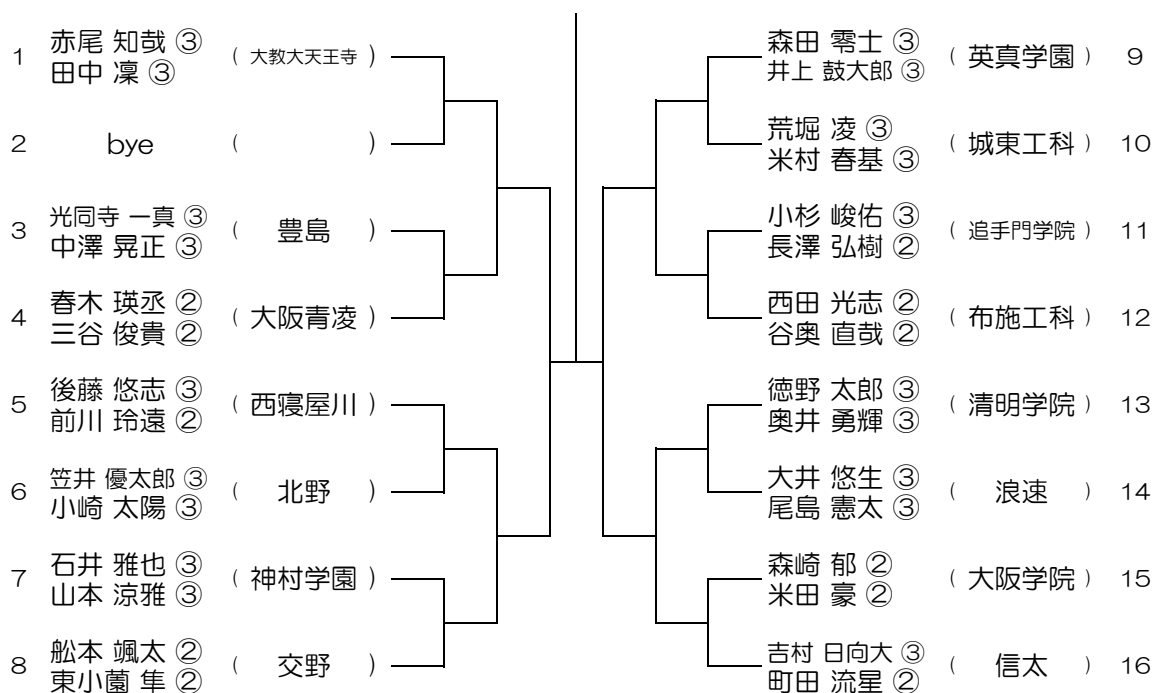 1 赤尾 知哉 ③ ( 大教大天王寺 )
田中 凜 ③
2 bye ( )
3 光同寺 一真 ③ ( 豊島 )
中澤 晃正 ③
4 春木 瑛丞 ② ( 大阪青凌 )
三谷 俊貴 ②
5 後藤 悠志 ③ ( 西寝屋川 )
前川 玲遠 ②
6 笠井 優太郎 ③ ( 北野 )
小崎 太陽 ③
7 石井 雅也 ③ ( 神村学園 )
山本 涼雅 ③
8 舩本 颯太 ② ( 交野 )
東小薗 隼 ②
森田 零士 ③ ( 英真学園 ) 9
井上 鼓大郎 ③
荒堀 凌 ③ ( 城東工科 ) 10
米村 春基 ③
小杉 峻佑 ③ ( 追手門学院 ) 11
長澤 弘樹 ②
西田 光志 ② ( 布施工科 ) 12
谷奥 直哉 ②
徳野 太郎 ③ ( 清明学院 ) 13
奥井 勇輝 ③
大井 悠生 ③ ( 浪速 ) 14
尾島 憲太 ③
森崎 郁 ② ( 大阪学院 ) 15
米田 豪 ②
吉村 日向大 ③ ( 信太 ) 16
町田 流星 ②